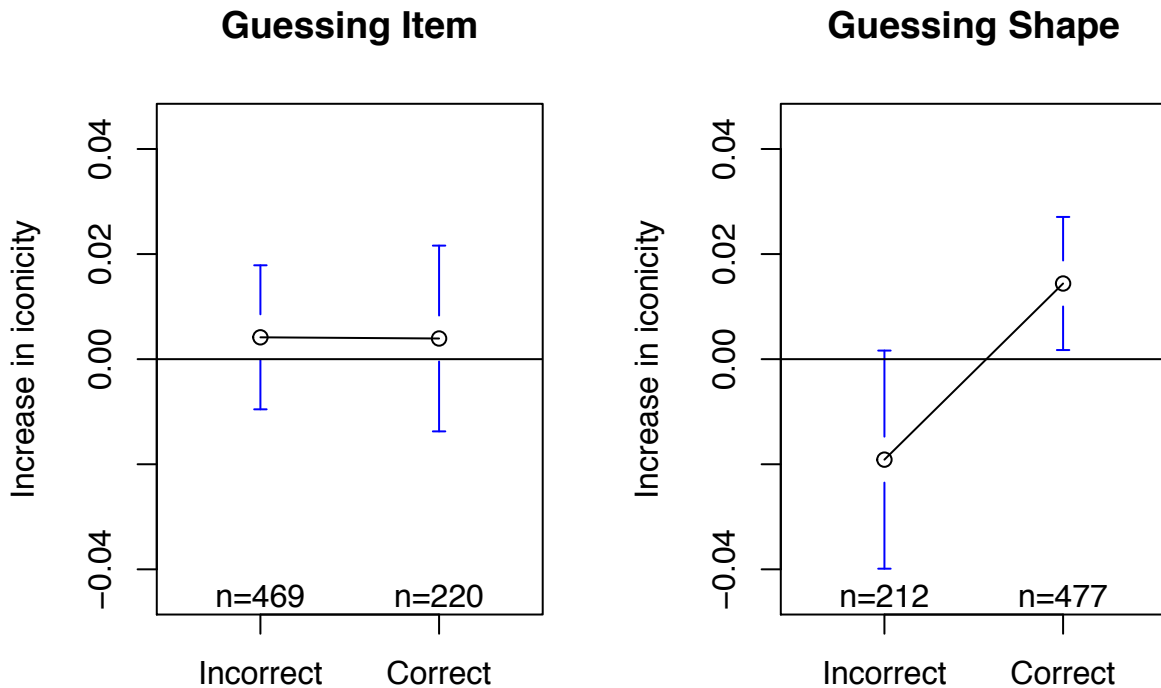 Guessing Item
Increase in iconicity
0.04
0.02
0.00
−0.04
n=469
n=220
Incorrect
Correct
Guessing Shape
Increase in iconicity
0.04
0.02
0.00
−0.04
n=212
n=477
Incorrect
Correct